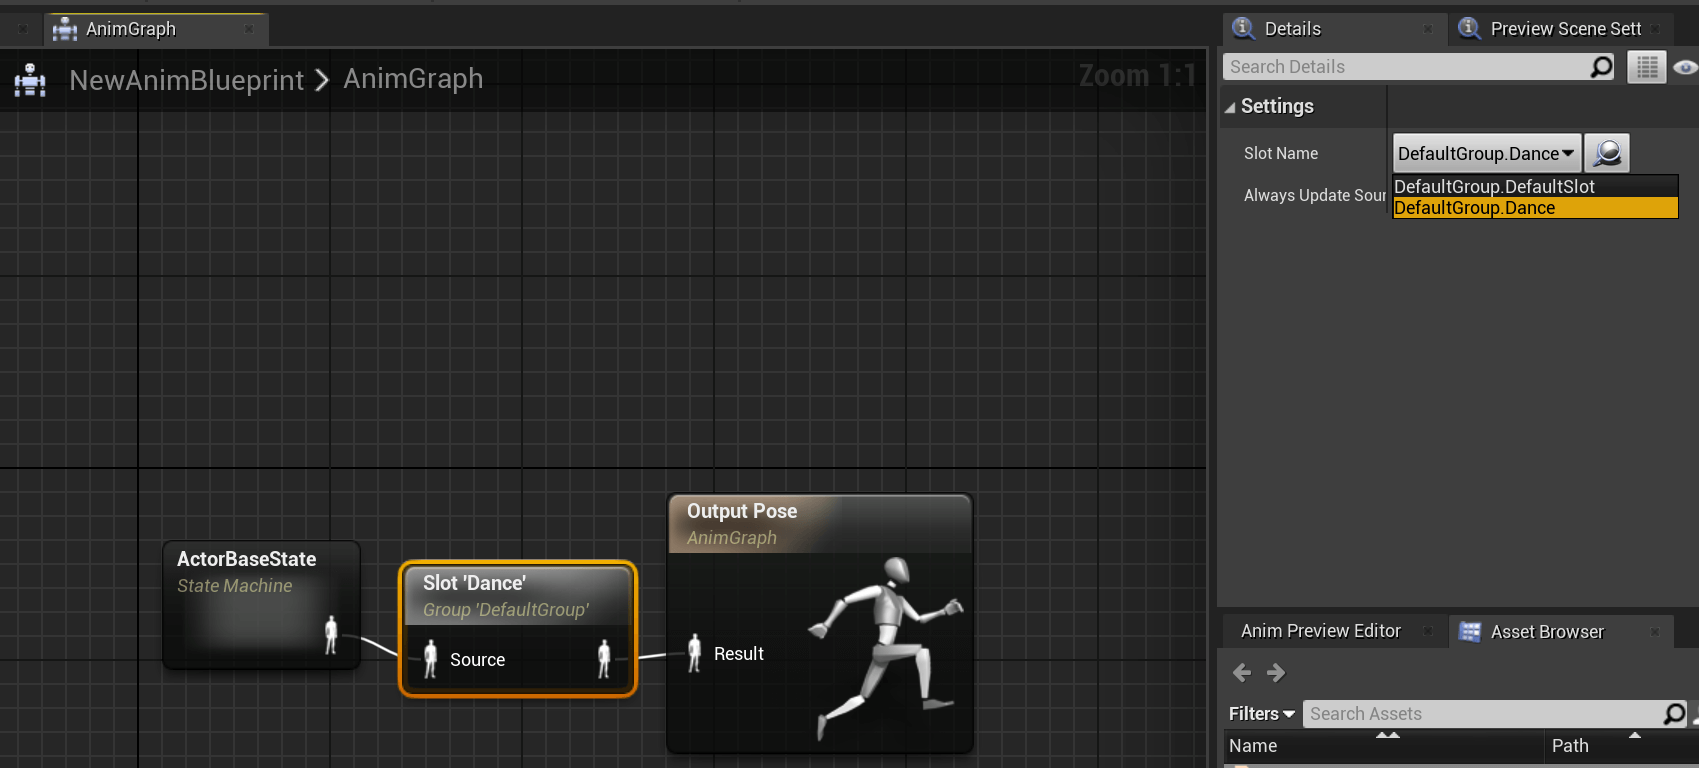 AnimGraph
NewAnimBlueprint > AnimGraph
Zoom 1:1
ActorBaseState
State Machine
Slot 'Dance'
Group 'DefaultGroup'
Source
Output Pose
AnimGraph
Result
Details
Preview Scene Sett
Search Details
Settings
Slot Name
DefaultGroup.Dance
DefaultGroup.DefaultSlot
DefaultGroup.Dance
Always Update Sour
Anim Preview Editor
Asset Browser
Filters
Search Assets
Name
Path